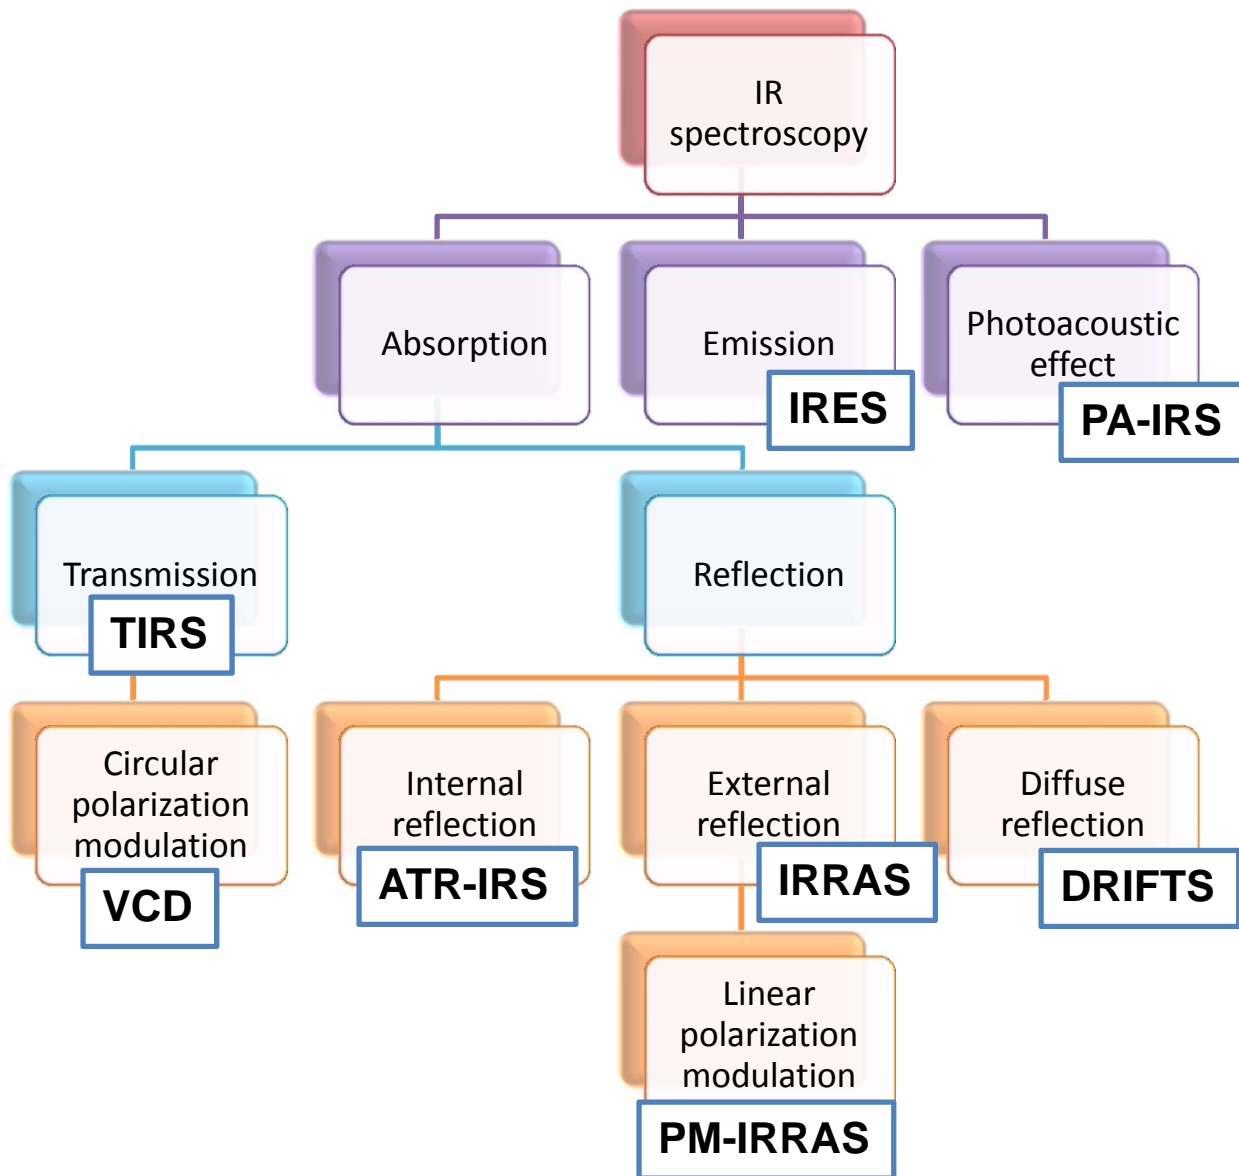 IR
spectroscopy
Absorption
Emission
IRES
Photoacoustic
effect
PA-IRS
Transmission
TIRS
Reflection
Circular
polarization
modulation
VCD
Internal
reflection
ATR-IRS
External
reflection
IRRAS
Diffuse
reflection
DRIFTS
Linear
polarization
modulation
PM-IRRAS